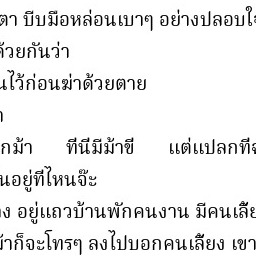 ตา บีบมือหล่อนเบาๆ อย่างปลอบใจ
ด้วยกันว่า
นไว้ก่อนฆ่าด้วยตาย
กม้า ที่นี่มีม้าขี่ แต่แปลกที่
นอยู่ที่ไหนจ๊ะ
ง อยู่แถวบ้านพักคนงาน มีคนเลี้ย
ม้าก็จะโทรๆ ลงไปบอกคนเลี้ยง เขา